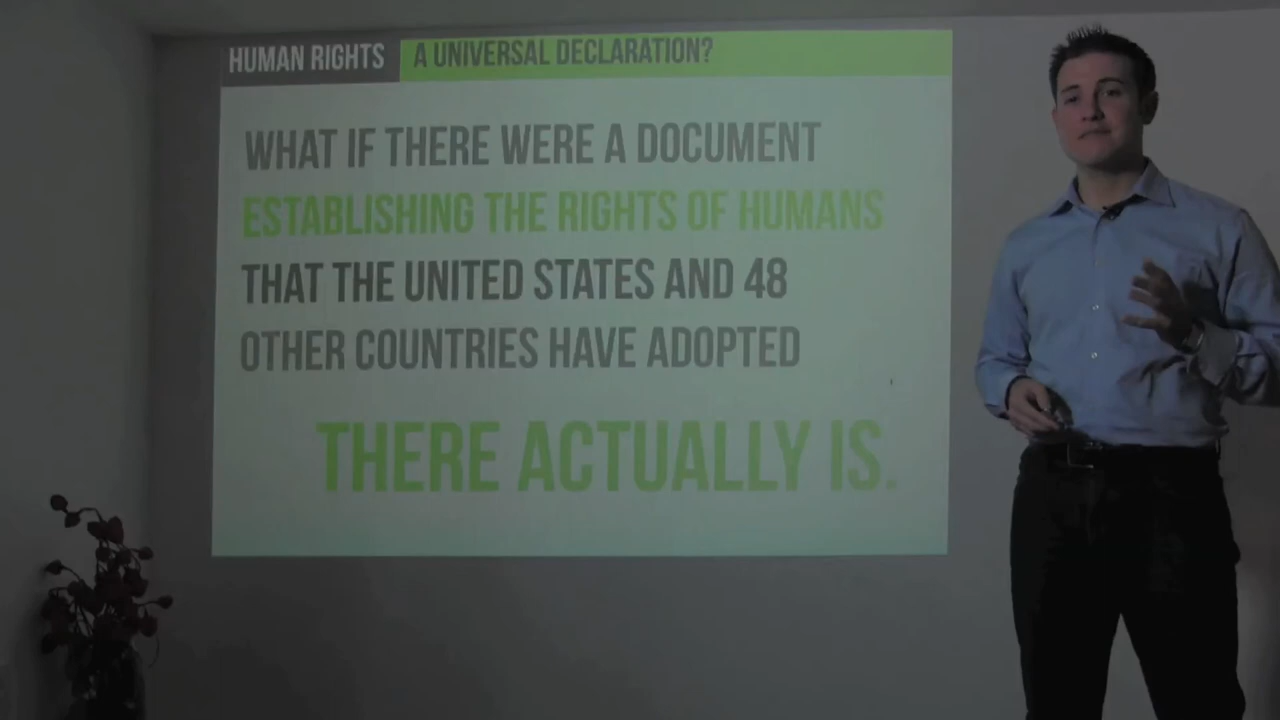 HUMAN RIGHTS A UNIVERSAL DECLARATION?
WHAT IF THERE WERE A DOCUMENT
ESTABLISHING THE RIGHTS OF HUMANS
THAT THE UNITED STATES AND 48
OTHER COUNTRIES HAVE ADOPTED
THERE ACTUALLY IS.